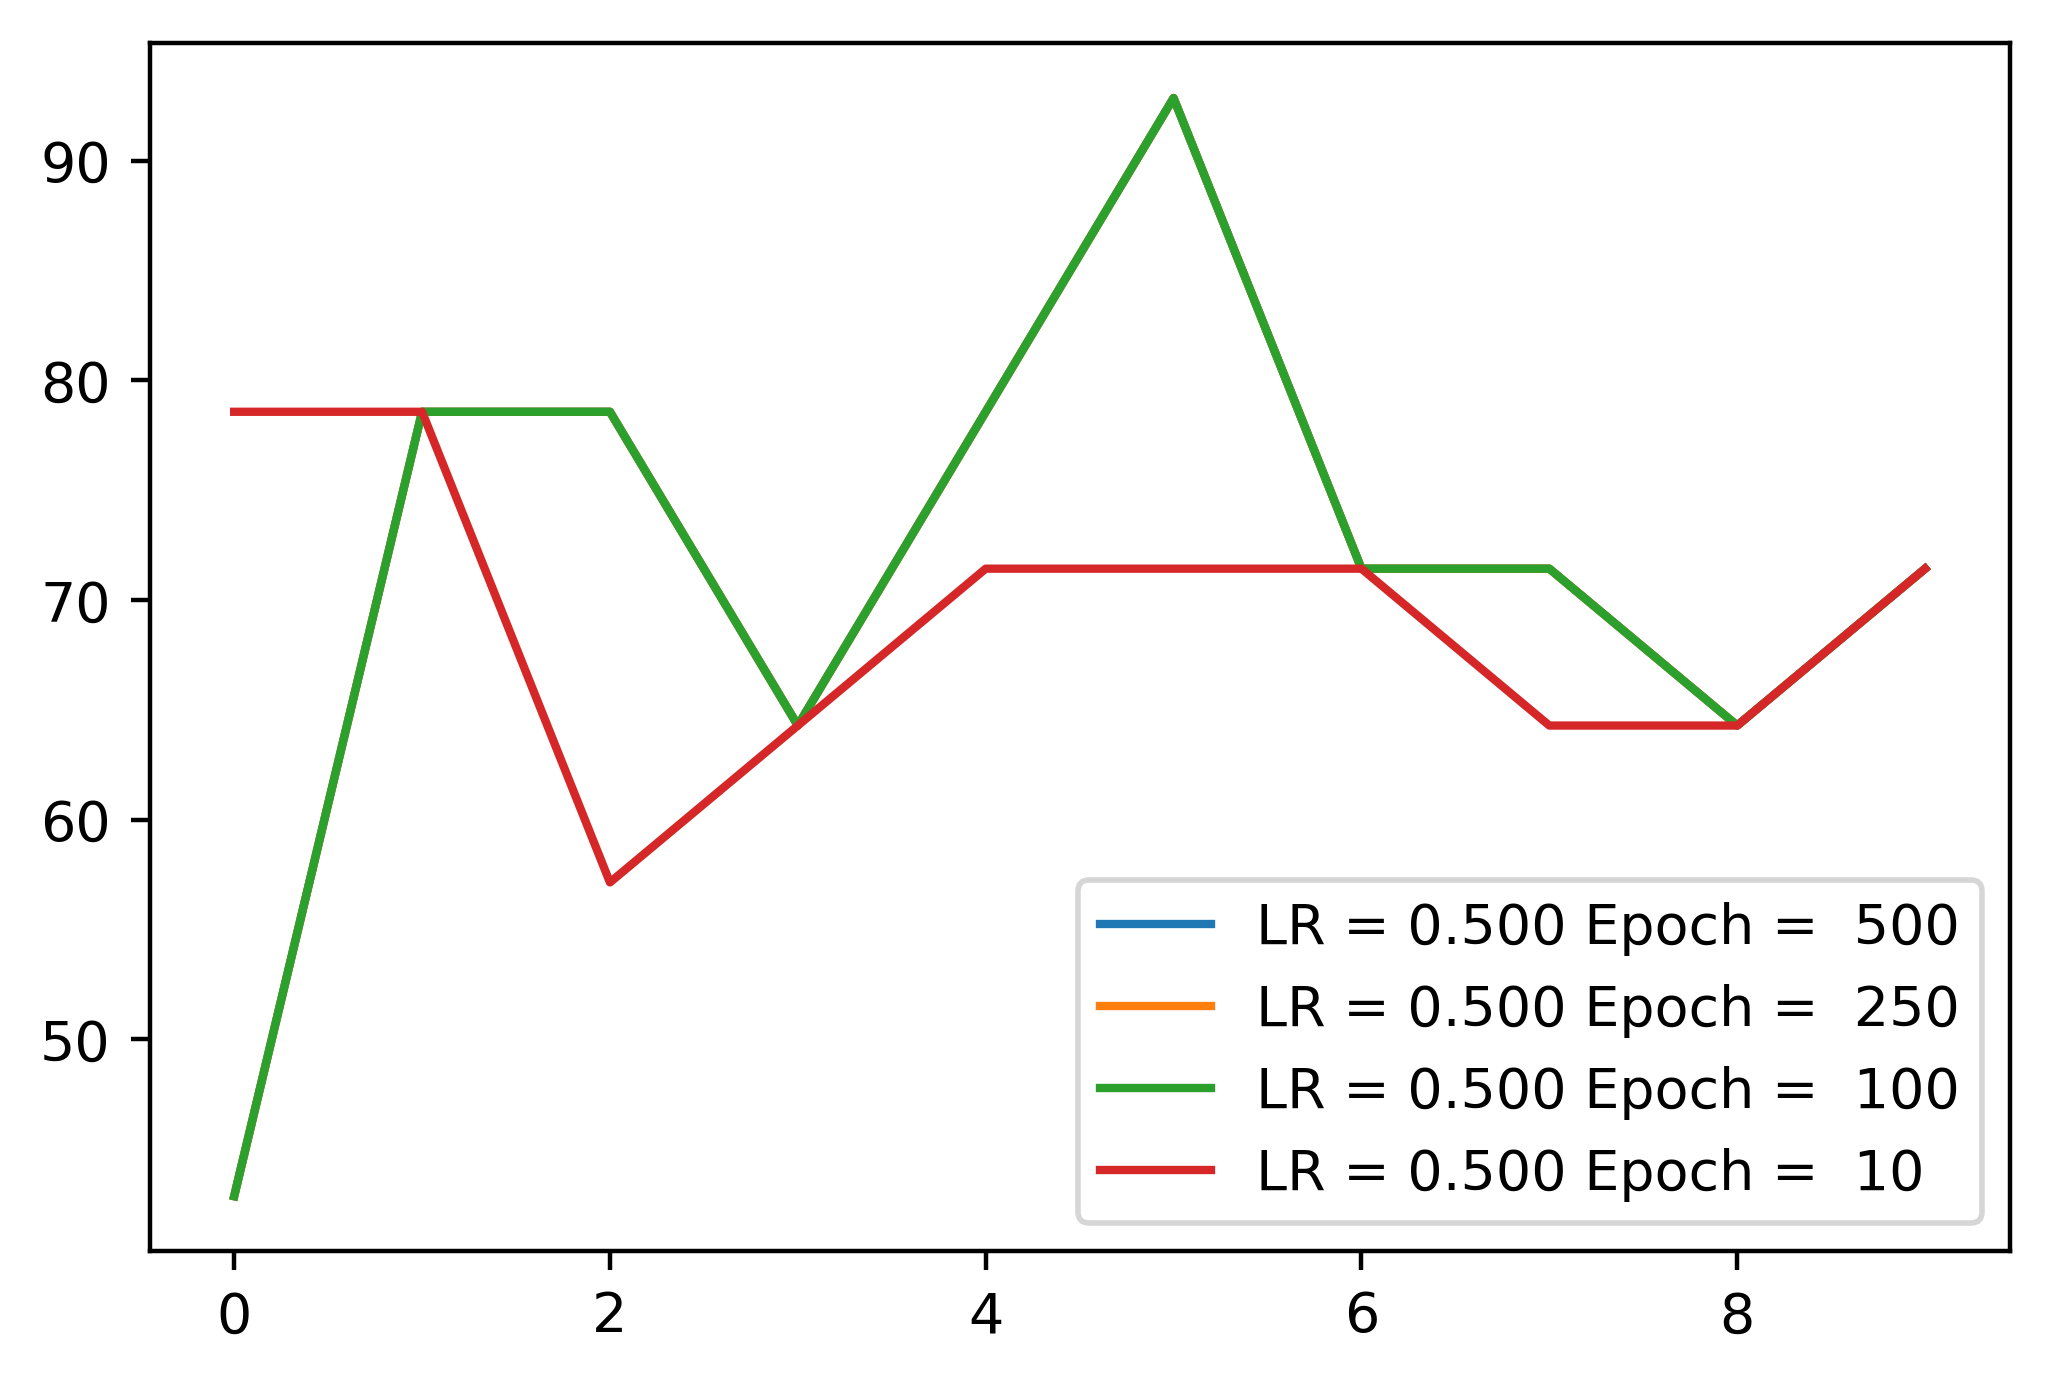 90
80
70
60
50
0 2 4 6 8
LR = 0.500 Epoch =  500
LR = 0.500 Epoch =  250
LR = 0.500 Epoch =  100
LR = 0.500 Epoch =  10